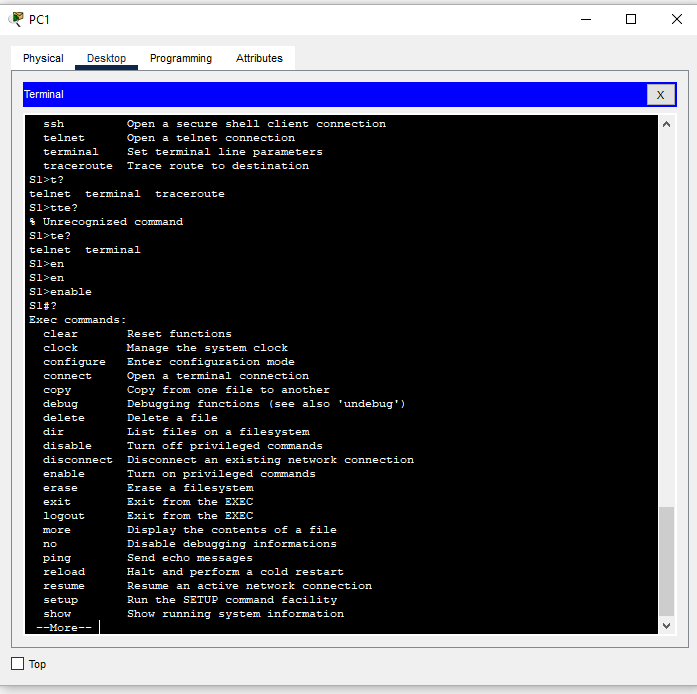 PC1
Physical Desktop Programming Attributes
Terminal X
  ssh         Open a secure shell client connection
  telnet      Open a telnet connection
  terminal    Set terminal line parameters
  traceroute  Trace route to destination
S1>t?
telnet  terminal  traceroute
S1>tte?
% Unrecognized command
S1>te?
telnet  terminal
S1>en
S1>en
S1>enable
S1#?
Exec commands:
  clear       Reset functions
  clock       Manage the system clock
  configure   Enter configuration mode
  connect     Open a terminal connection
  copy        Copy from one file to another
  debug       Debugging functions (see also 'undebug')
  delete      Delete a file
  dir         List files on a filesystem
  disable     Turn off privileged commands
  disconnect  Disconnect an existing network connection
  enable      Turn on privileged commands
  erase       Erase a filesystem
  exit        Exit from the EXEC
  logout      Exit from the EXEC
  more        Display the contents of a file
  no          Disable debugging informations
  ping        Send echo messages
  reload      Halt and perform a cold restart
  resume      Resume an active network connection
  setup       Run the SETUP command facility
  show        Show running system information
 --More--
Top